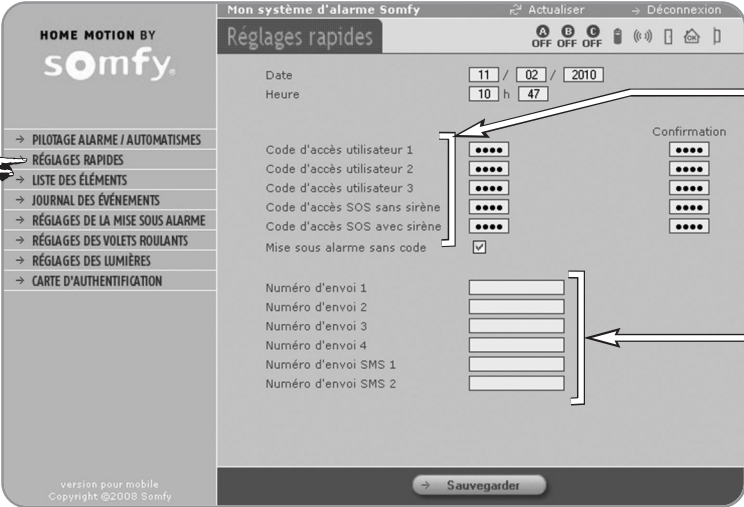 Mon système d'alarme Somfy
Actualiser
→ Déconnexion
HOME MOTION BY
somfy.
Réglages rapides
A B C
OFF OFF OFF
OK
Date 11 / 02 / 2010
Heure 10 h 47
→ PILOTAGE ALARME / AUTOMATISMES
→ RÉGLAGES RAPIDES
→ LISTE DES ÉLÉMENTS
→ JOURNAL DES ÉVÉNEMENTS
→ RÉGLAGES DE LA MISE SOUS ALARME
→ RÉGLAGES DES VOLETS ROULANTS
→ RÉGLAGES DES LUMIÈRES
→ CARTE D'AUTHENTIFICATION
Confirmation
Code d'accès utilisateur 1 •••• ••••
Code d'accès utilisateur 2 •••• ••••
Code d'accès utilisateur 3 •••• ••••
Code d'accès SOS sans sirène •••• ••••
Code d'accès SOS avec sirène •••• ••••
Mise sous alarme sans code
Numéro d'envoi 1
Numéro d'envoi 2
Numéro d'envoi 3
Numéro d'envoi 4
Numéro d'envoi SMS 1
Numéro d'envoi SMS 2
version pour mobile
Copyright ©2008 Somfy
→ Sauvegarder